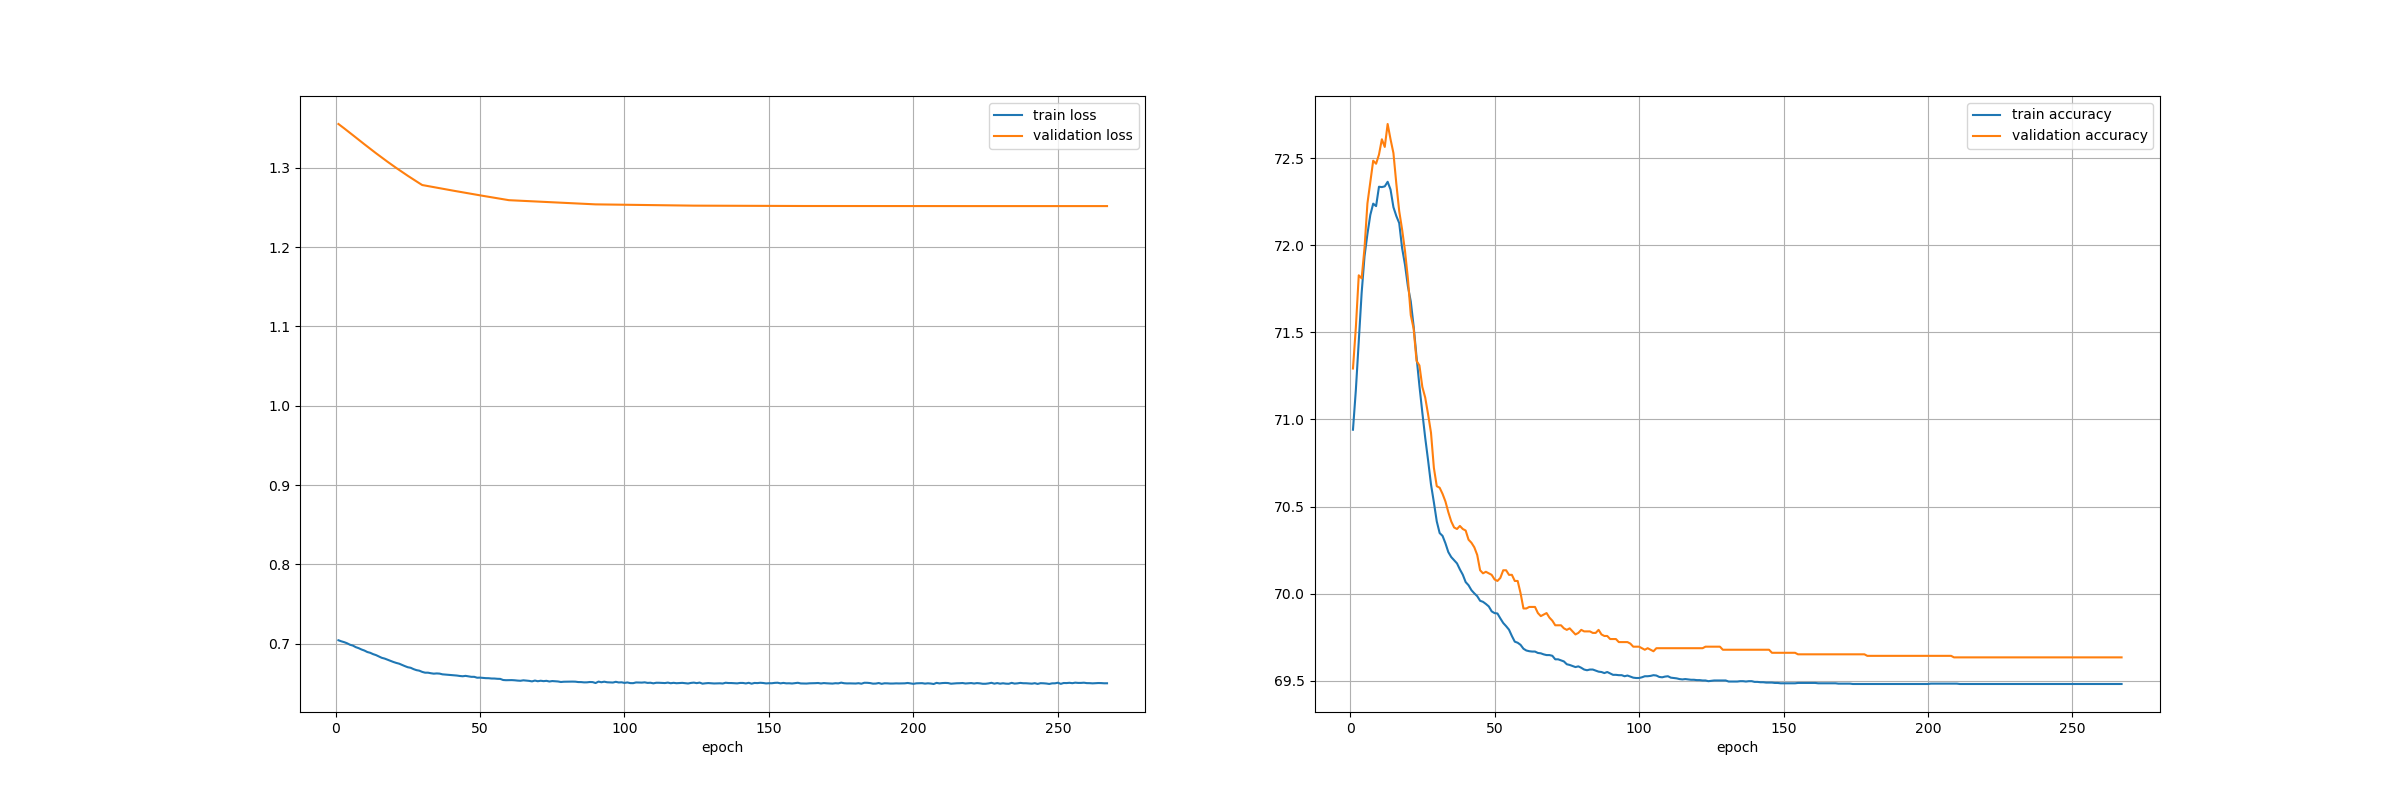 train loss
validation loss
1.3
1.2
1.1
1.0
0.9
0.8
0.7
0 50 100 150 200 250
epoch
train accuracy
validation accuracy
72.5
72.0
71.5
71.0
70.5
70.0
69.5
0 50 100 150 200 250
epoch